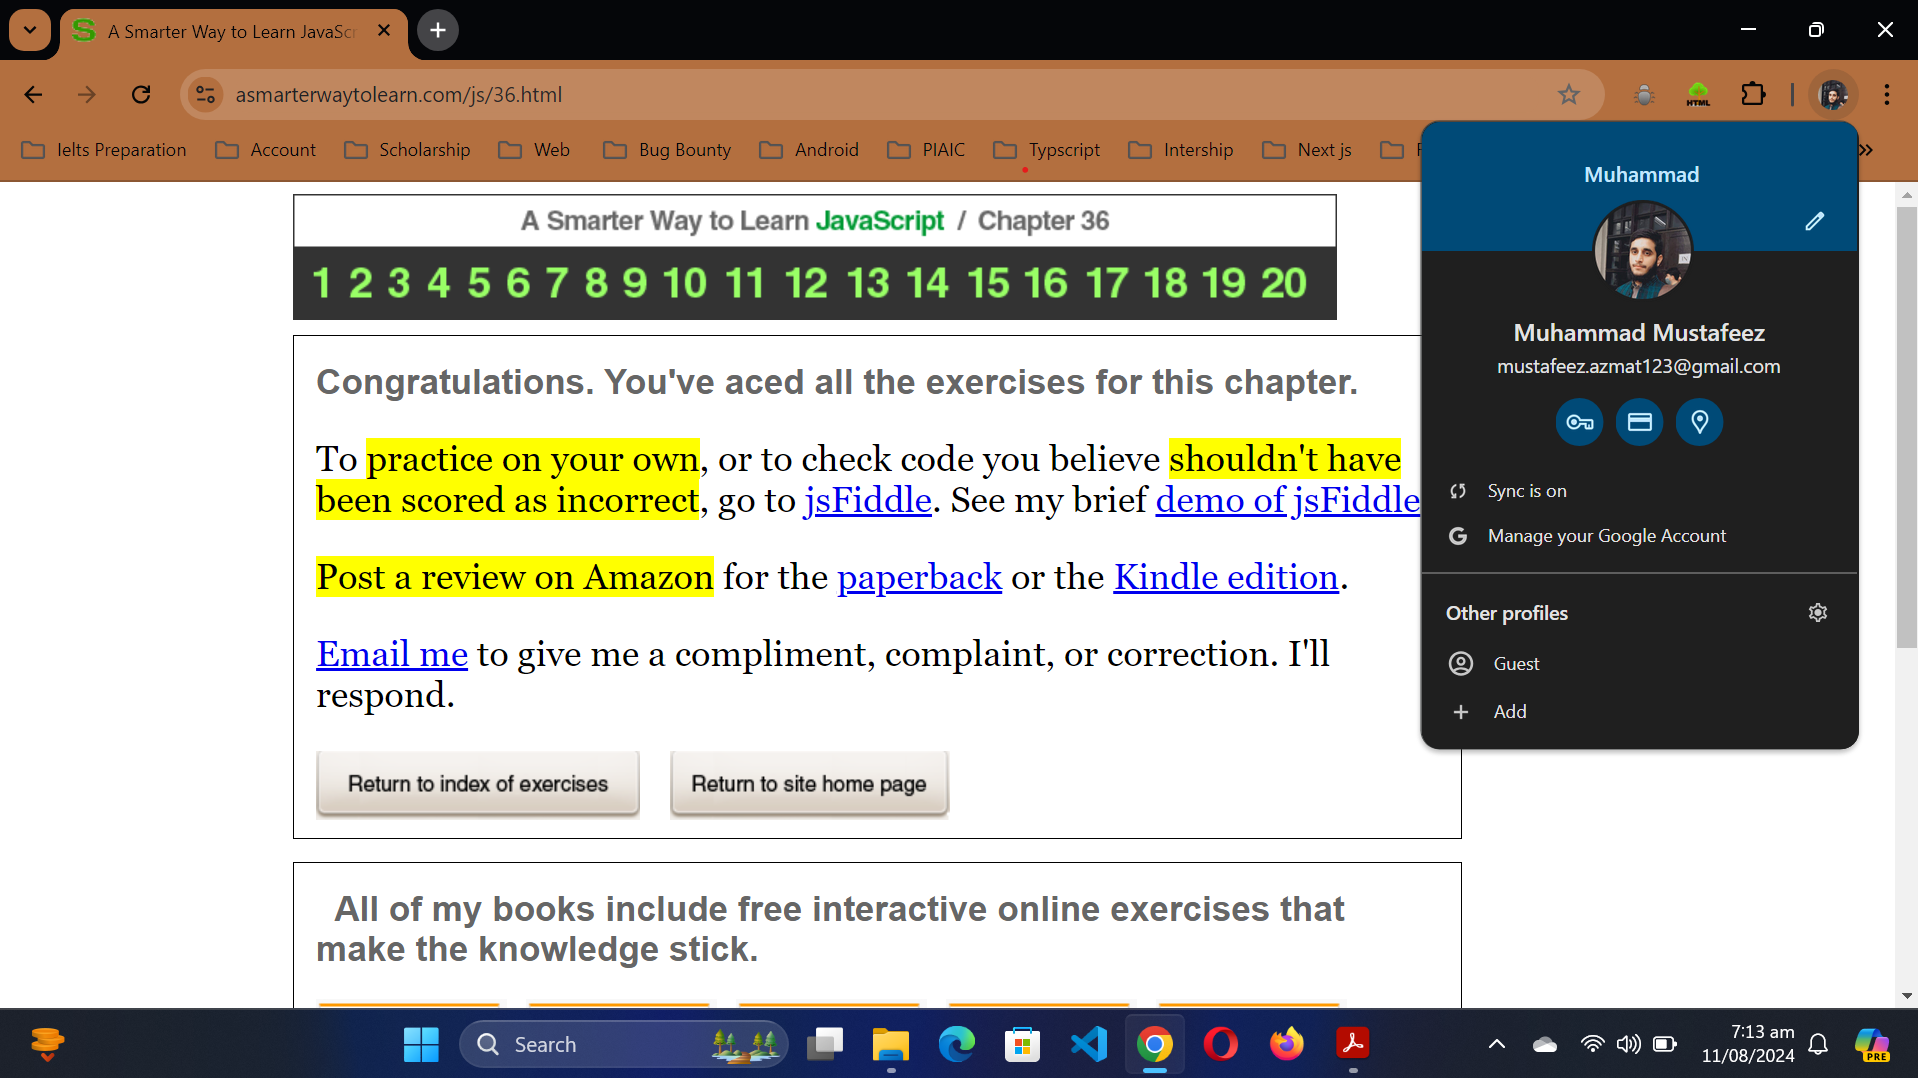 A Smarter Way to Learn JavaScr
asmarterwaytolearn.com/js/36.html
HTML
Ielts Preparation Account Scholarship Web Bug Bounty Android PIAIC Typscript Intership Next js
A Smarter Way to Learn JavaScript / Chapter 36
1 2 3 4 5 6 7 8 9 10 11 12 13 14 15 16 17 18 19 20
Congratulations. You've aced all the exercises for this chapter.
To practice on your own, or to check code you believe shouldn't have
been scored as incorrect, go to jsFiddle. See my brief demo of jsFiddle
Post a review on Amazon for the paperback or the Kindle edition.
Email me to give me a compliment, complaint, or correction. I'll
respond.
Return to index of exercises Return to site home page
All of my books include free interactive online exercises that
make the knowledge stick.
Muhammad
Muhammad Mustafeez
mustafeez.azmat123@gmail.com
Sync is on
Manage your Google Account
Other profiles
Guest
Add
Search
7:13 am
11/08/2024
PRE